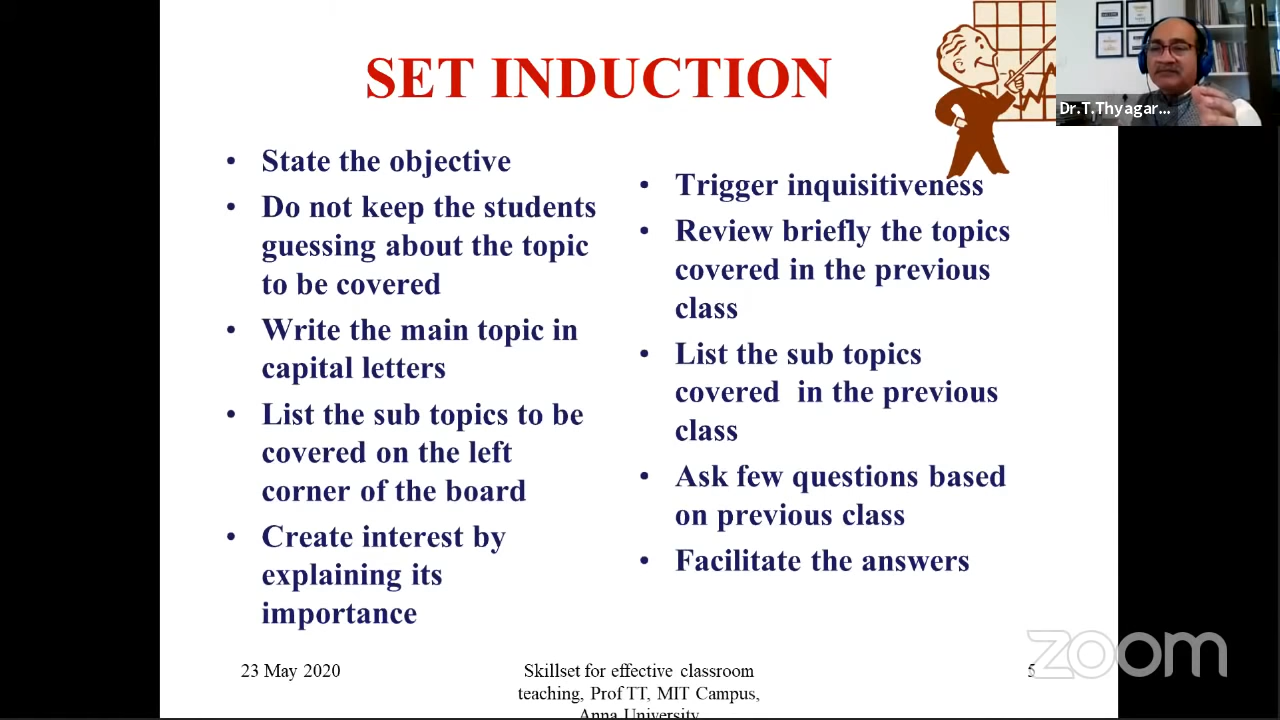 SET INDUCTION
Dr.T.Thyagar...
• State the objective
• Do not keep the students
guessing about the topic
to be covered
• Write the main topic in
capital letters
• List the sub topics to be
covered on the left
corner of the board
• Create interest by
explaining its
importance
• Trigger inquisitiveness
• Review briefly the topics
covered in the previous
class
• List the sub topics
covered in the previous
class
• Ask few questions based
on previous class
• Facilitate the answers
23 May 2020
Skillset for effective classroom
teaching, Prof TT, MIT Campus,
Anna University
5
zoom